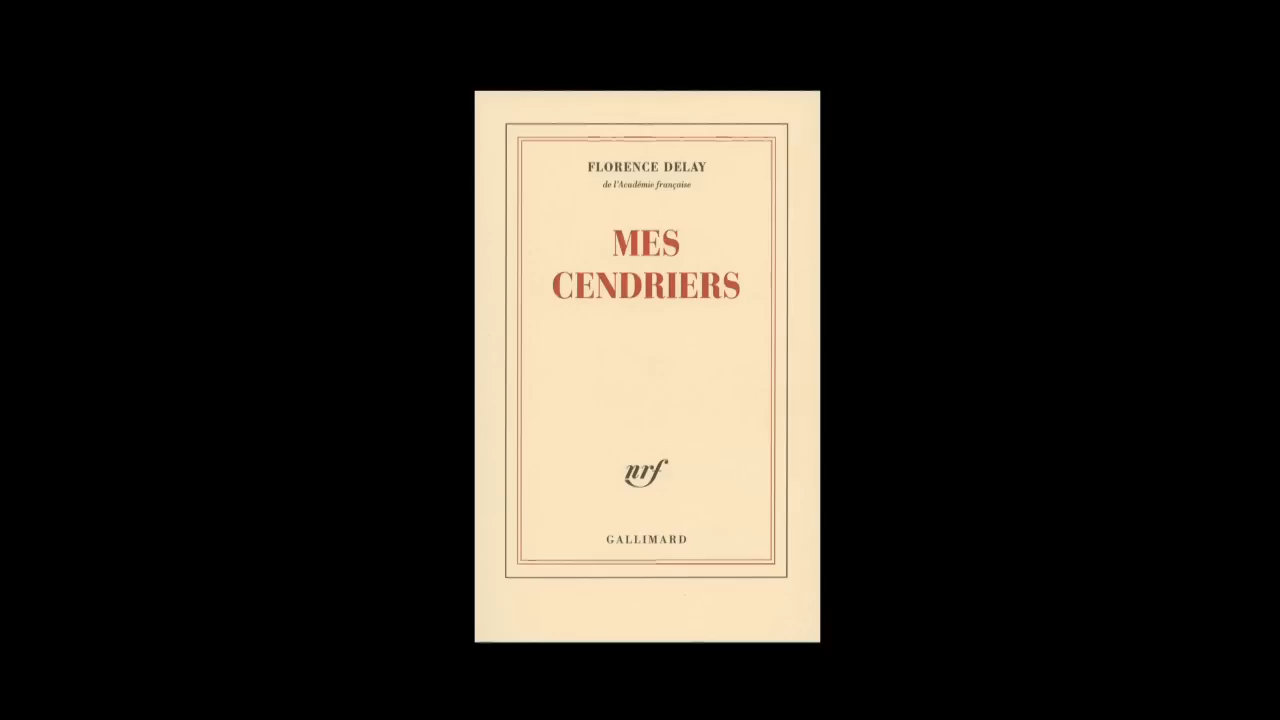 FLORENCE DELAY
de l'Académie française
MES
CENDRIERS
nrf
GALLIMARD